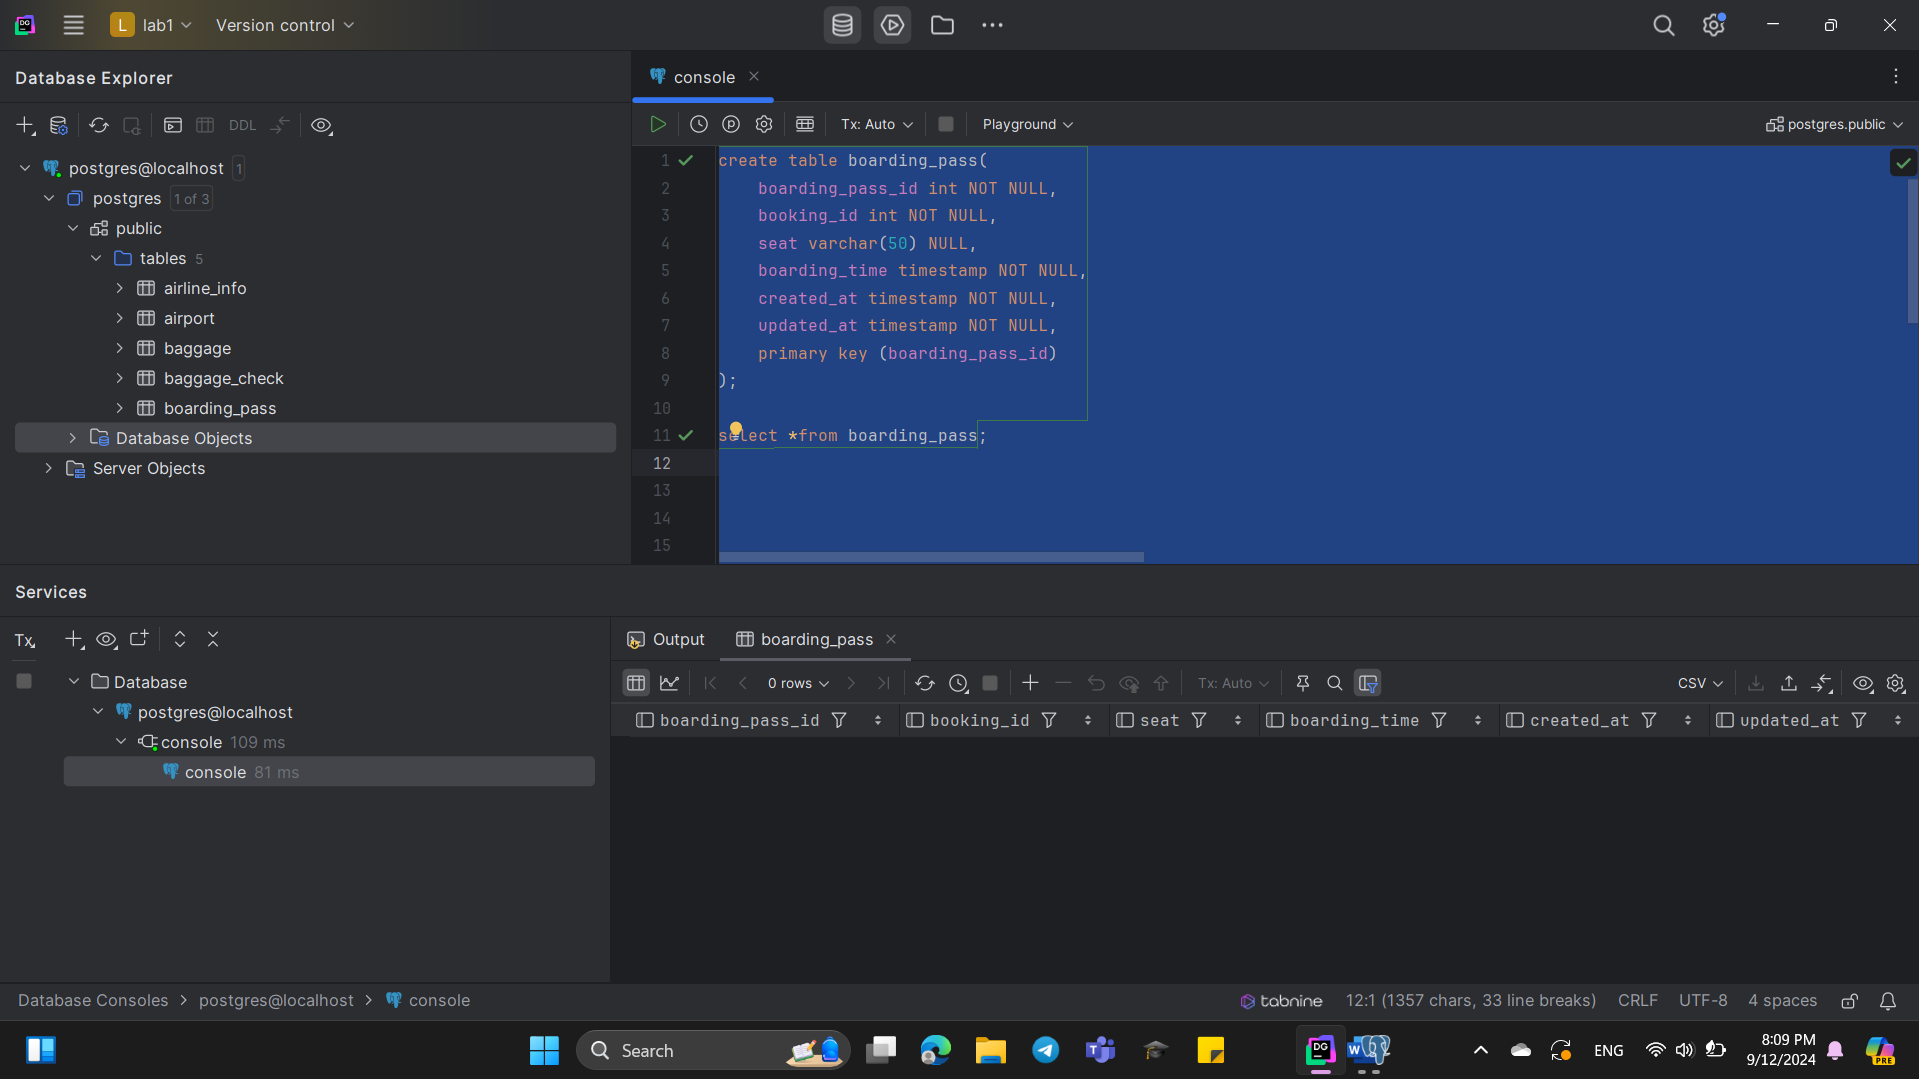 L lab1 Version control
Database Explorer
DDL
postgres@localhost 1
postgres 1 of 3
public
tables 5
airline_info
airport
baggage
baggage_check
boarding_pass
Database Objects
Server Objects
console
Tx: Auto Playground postgres.public
1 create table boarding_pass(
2 boarding_pass_id int NOT NULL,
3 booking_id int NOT NULL,
4 seat varchar(50) NULL,
5 boarding_time timestamp NOT NULL,
6 created_at timestamp NOT NULL,
7 updated_at timestamp NOT NULL,
8 primary key (boarding_pass_id)
9 );
10
11 select *from boarding_pass;
12
13
14
15
Services
Tx
Database
postgres@localhost
console 109 ms
console 81 ms
Output boarding_pass
0 rows Tx: Auto CSV
boarding_pass_id booking_id seat boarding_time created_at updated_at
Database Consoles > postgres@localhost > console
tabnine 12:1 (1357 chars, 33 line breaks) CRLF UTF-8 4 spaces
Search
DG
W
ENG
8:09 PM
9/12/2024
PRE